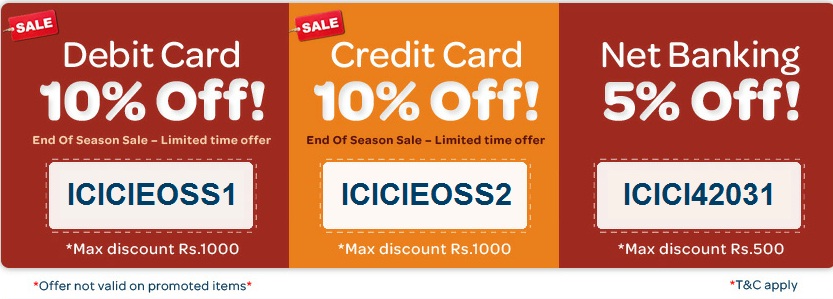 SALE
Debit Card
10% Off!
End Of Season Sale – Limited time offer
ICICIEOSS1
*Max discount Rs.1000
SALE
Credit Card
10% Off!
End Of Season Sale – Limited time offer
ICICIEOSS2
*Max discount Rs.1000
Net Banking
5% Off!
ICICI42031
*Max discount Rs.500
*Offer not valid on promoted items*
*T&C apply